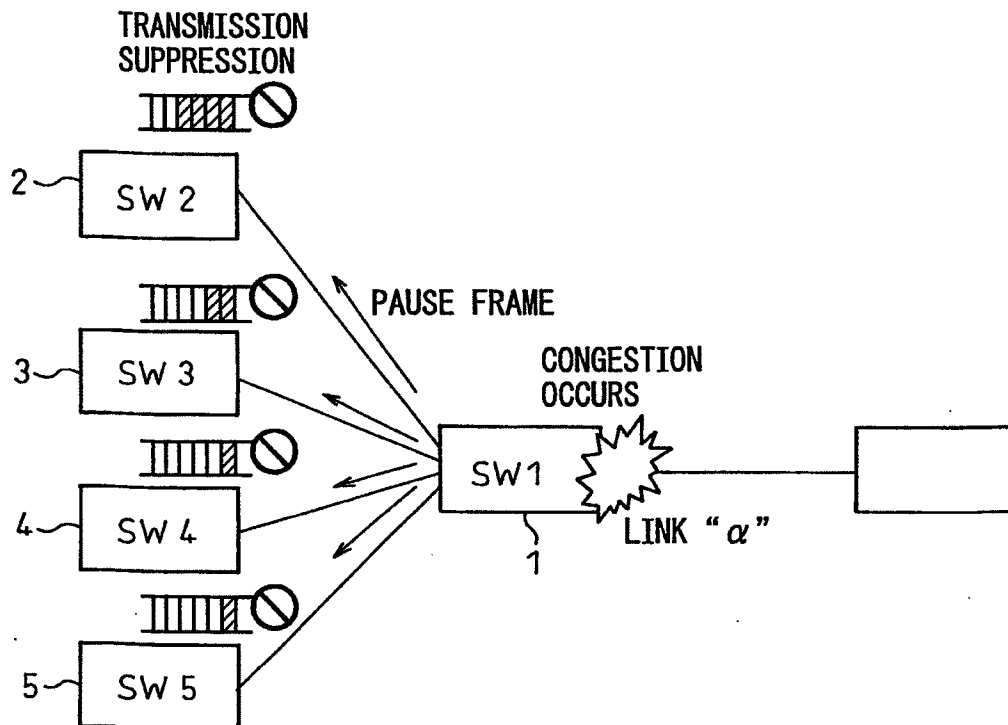 TRANSMISSION
SUPPRESSION
2
SW 2
PAUSE FRAME
3
SW 3
CONGESTION
OCCURS
SW1
4
SW 4
LINK "α"
1
5
SW 5